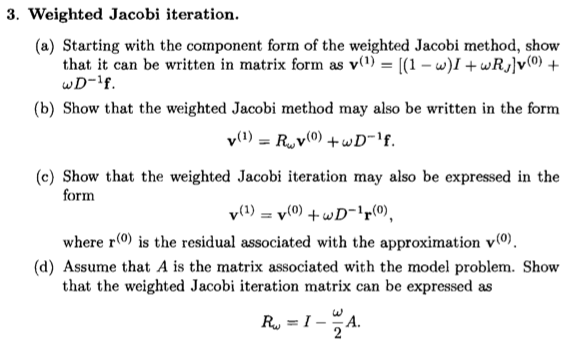 3. Weighted Jacobi iteration.
(a) Starting with the component form of the weighted Jacobi method, show
that it can be written in matrix form as v⁽¹⁾ = [(1 − ω)I + ωR_J]v⁽⁰⁾ +
ωD⁻¹f.
(b) Show that the weighted Jacobi method may also be written in the form
v⁽¹⁾ = R_ωv⁽⁰⁾ + ωD⁻¹f.
(c) Show that the weighted Jacobi iteration may also be expressed in the
form
v⁽¹⁾ = v⁽⁰⁾ + ωD⁻¹r⁽⁰⁾,
where r⁽⁰⁾ is the residual associated with the approximation v⁽⁰⁾.
(d) Assume that A is the matrix associated with the model problem. Show
that the weighted Jacobi iteration matrix can be expressed as
R_ω = I − ω/2 A.